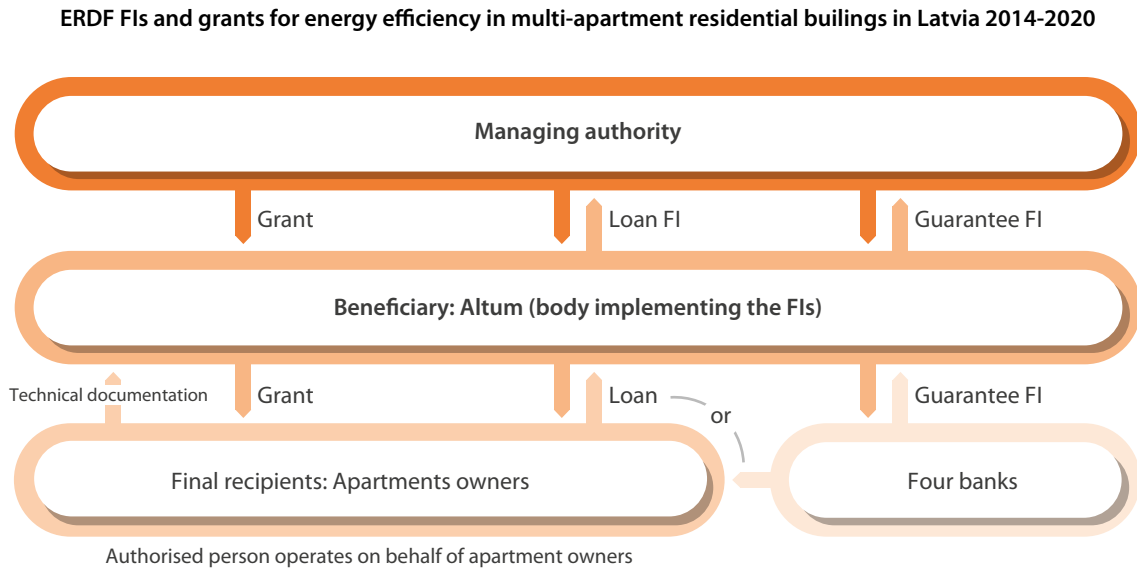 ERDF FIs and grants for energy efficiency in multi-apartment residential builings in Latvia 2014-2020
Managing authority
Grant
Loan FI
Guarantee FI
Beneficiary: Altum (body implementing the FIs)
Technical documentation
Grant
Loan
or
Guarantee FI
Final recipients: Apartments owners
Four banks
Authorised person operates on behalf of apartment owners